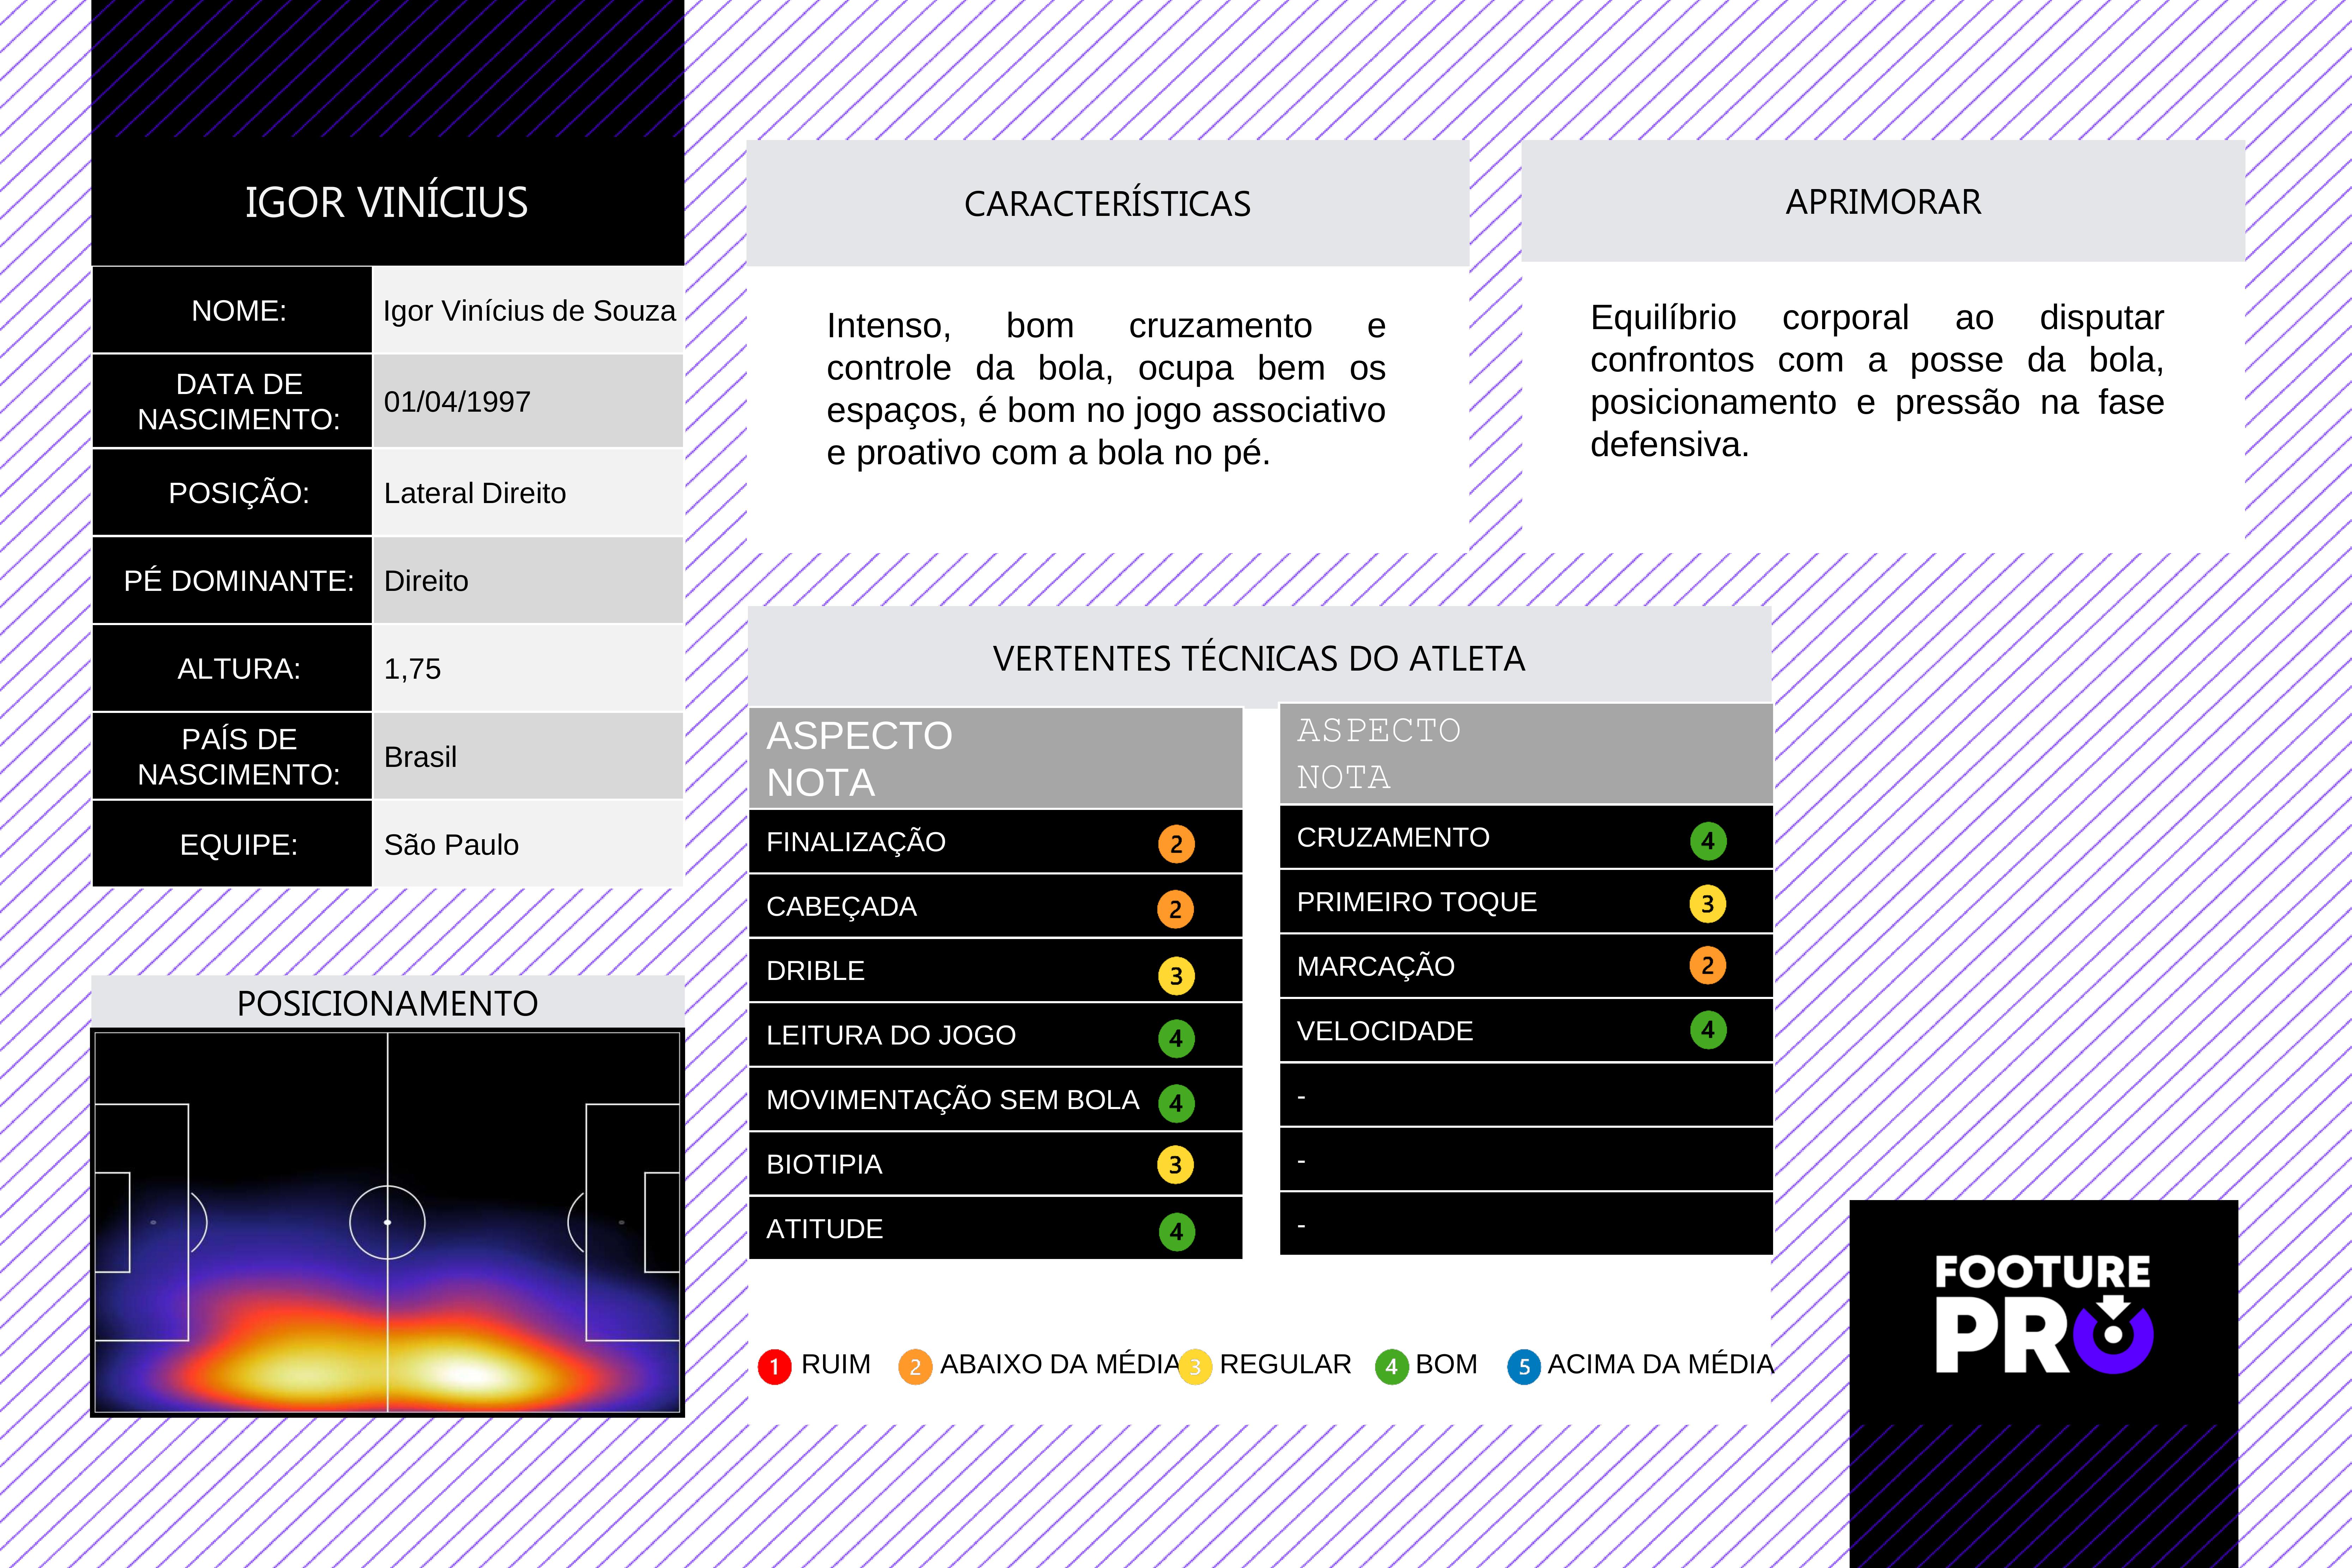 IGOR VINÍCIUS
NOME:
Igor Vinícius de Souza
DATA DE
NASCIMENTO:
01/04/1997
POSIÇÃO:
Lateral Direito
PÉ DOMINANTE:
Direito
ALTURA:
1,75
PAÍS DE
NASCIMENTO:
Brasil
EQUIPE:
São Paulo
POSICIONAMENTO
CARACTERÍSTICAS
Intenso, bom cruzamento e
controle da bola, ocupa bem os
espaços, é bom no jogo associativo
e proativo com a bola no pé.
APRIMORAR
Equilíbrio corporal ao disputar
confrontos com a posse da bola,
posicionamento e pressão na fase
defensiva.
VERTENTES TÉCNICAS DO ATLETA
ASPECTO
NOTA
FINALIZAÇÃO 2
CABEÇADA 2
DRIBLE 3
LEITURA DO JOGO 4
MOVIMENTAÇÃO SEM BOLA 4
BIOTIPIA 3
ATITUDE 4
ASPECTO
NOTA
CRUZAMENTO 4
PRIMEIRO TOQUE 3
MARCAÇÃO 2
VELOCIDADE 4
-
-
-
1 RUIM 2 ABAIXO DA MÉDIA 3 REGULAR 4 BOM 5 ACIMA DA MÉDIA
FOOTURE
PRO